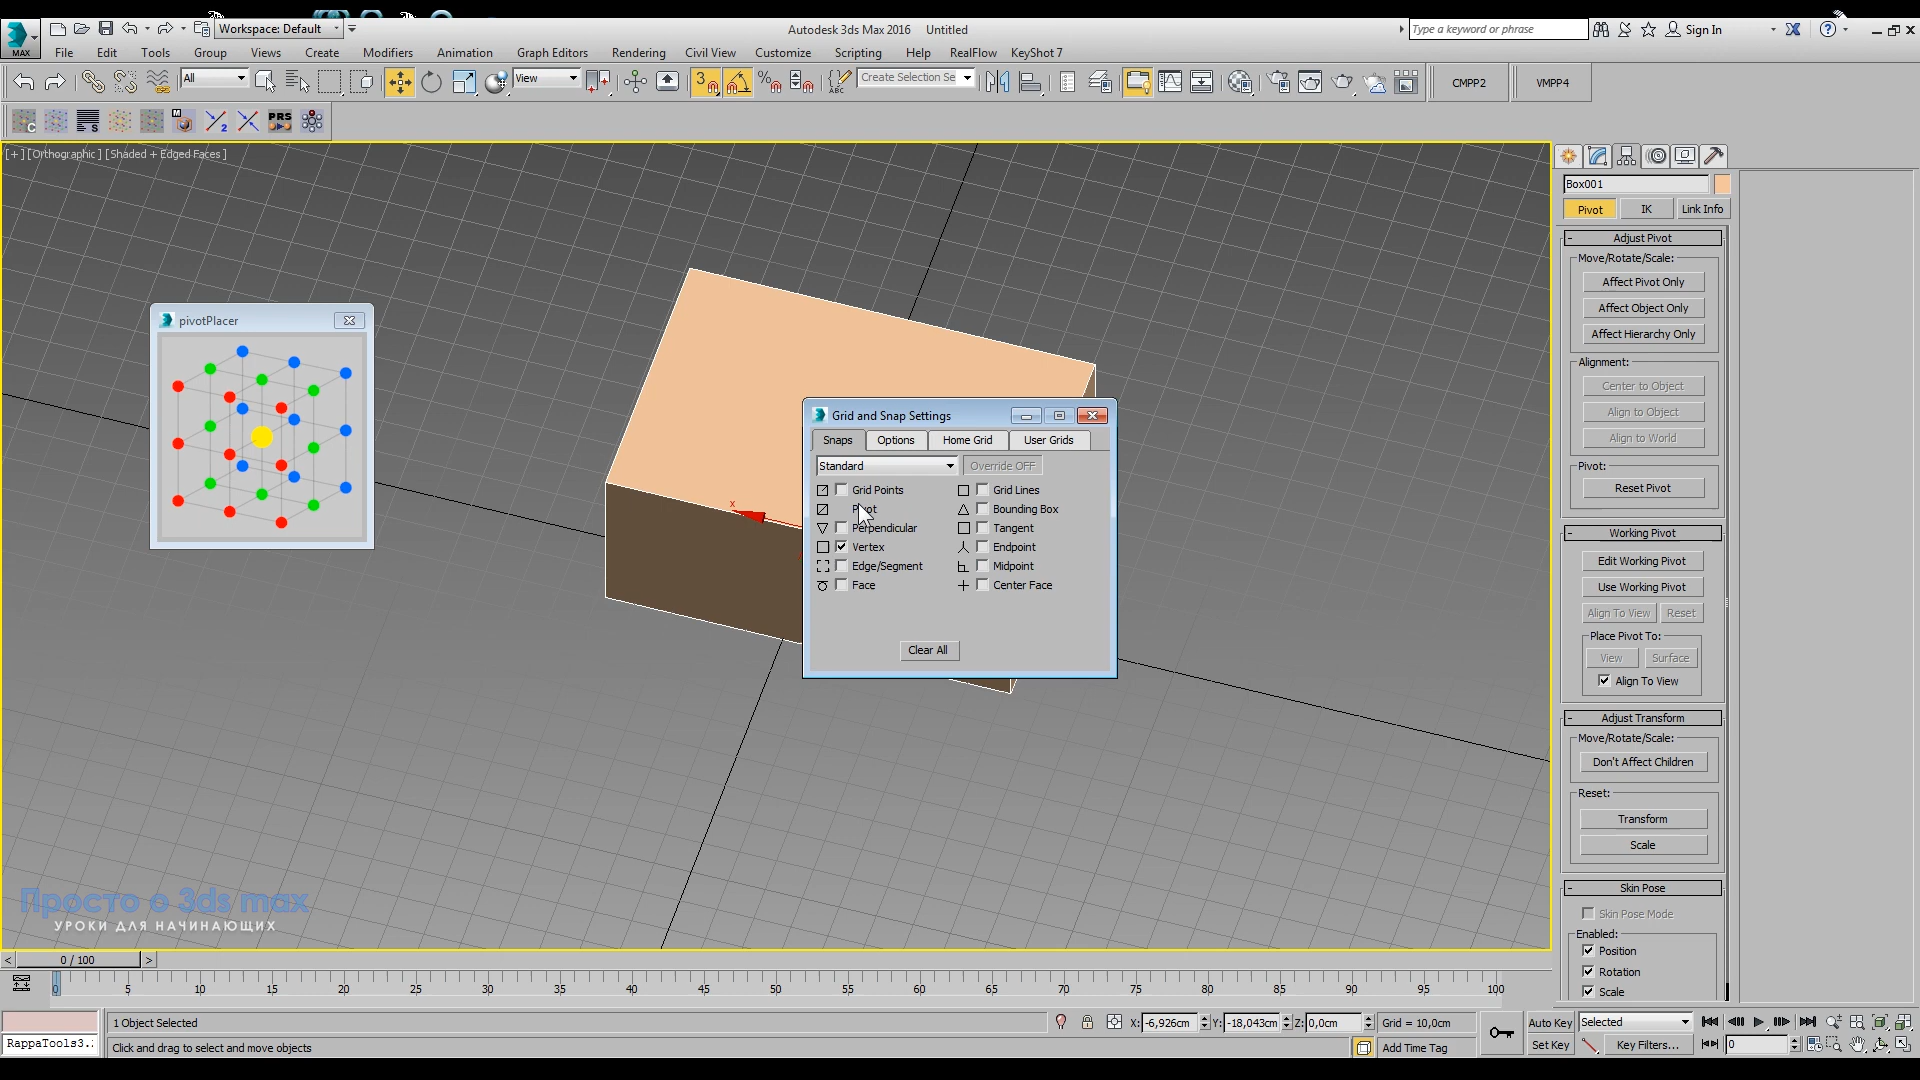 Workspace: Default
Autodesk 3ds Max 2016 Untitled
Type a keyword or phrase
Sign In
MAX
File Edit Tools Group Views Create Modifiers Animation Graph Editors Rendering Civil View Customize Scripting Help RealFlow KeyShot 7
All
View
3
Create Selection Se
CMPP2
VMPP4
PRS
[+] [Orthographic] [Shaded + Edged Faces]
Box001
Pivot IK Link Info
Adjust Pivot
Move/Rotate/Scale:
Affect Pivot Only
Affect Object Only
Affect Hierarchy Only
Alignment:
Center to Object
Align to Object
Align to World
Pivot:
Reset Pivot
Working Pivot
Edit Working Pivot
Use Working Pivot
Align To View Reset
Place Pivot To:
View Surface
Align To View
Adjust Transform
Move/Rotate/Scale:
Don't Affect Children
Reset:
Transform
Scale
Skin Pose
Skin Pose Mode
Enabled:
Position
Rotation
Scale
pivotPlacer
x
Grid and Snap Settings
Snaps Options Home Grid User Grids
Standard Override OFF
Grid Points Grid Lines
Bounding Box
Perpendicular Tangent
Vertex Endpoint
Edge/Segment Midpoint
Face Center Face
Clear All
Просто о 3ds max
УРОКИ ДЛЯ НАЧИНАЮЩИХ
< 0 / 100 >
0 5 10 15 20 25 30 35 40 45 50 55 60 65 70 75 80 85 90 95 100
1 Object Selected
X: -6,926cm Y: -18,043cm Z: 0,0cm Grid = 10,0cm
Auto Key Selected
RappaTools3.
Click and drag to select and move objects
Add Time Tag
Set Key Key Filters... 0